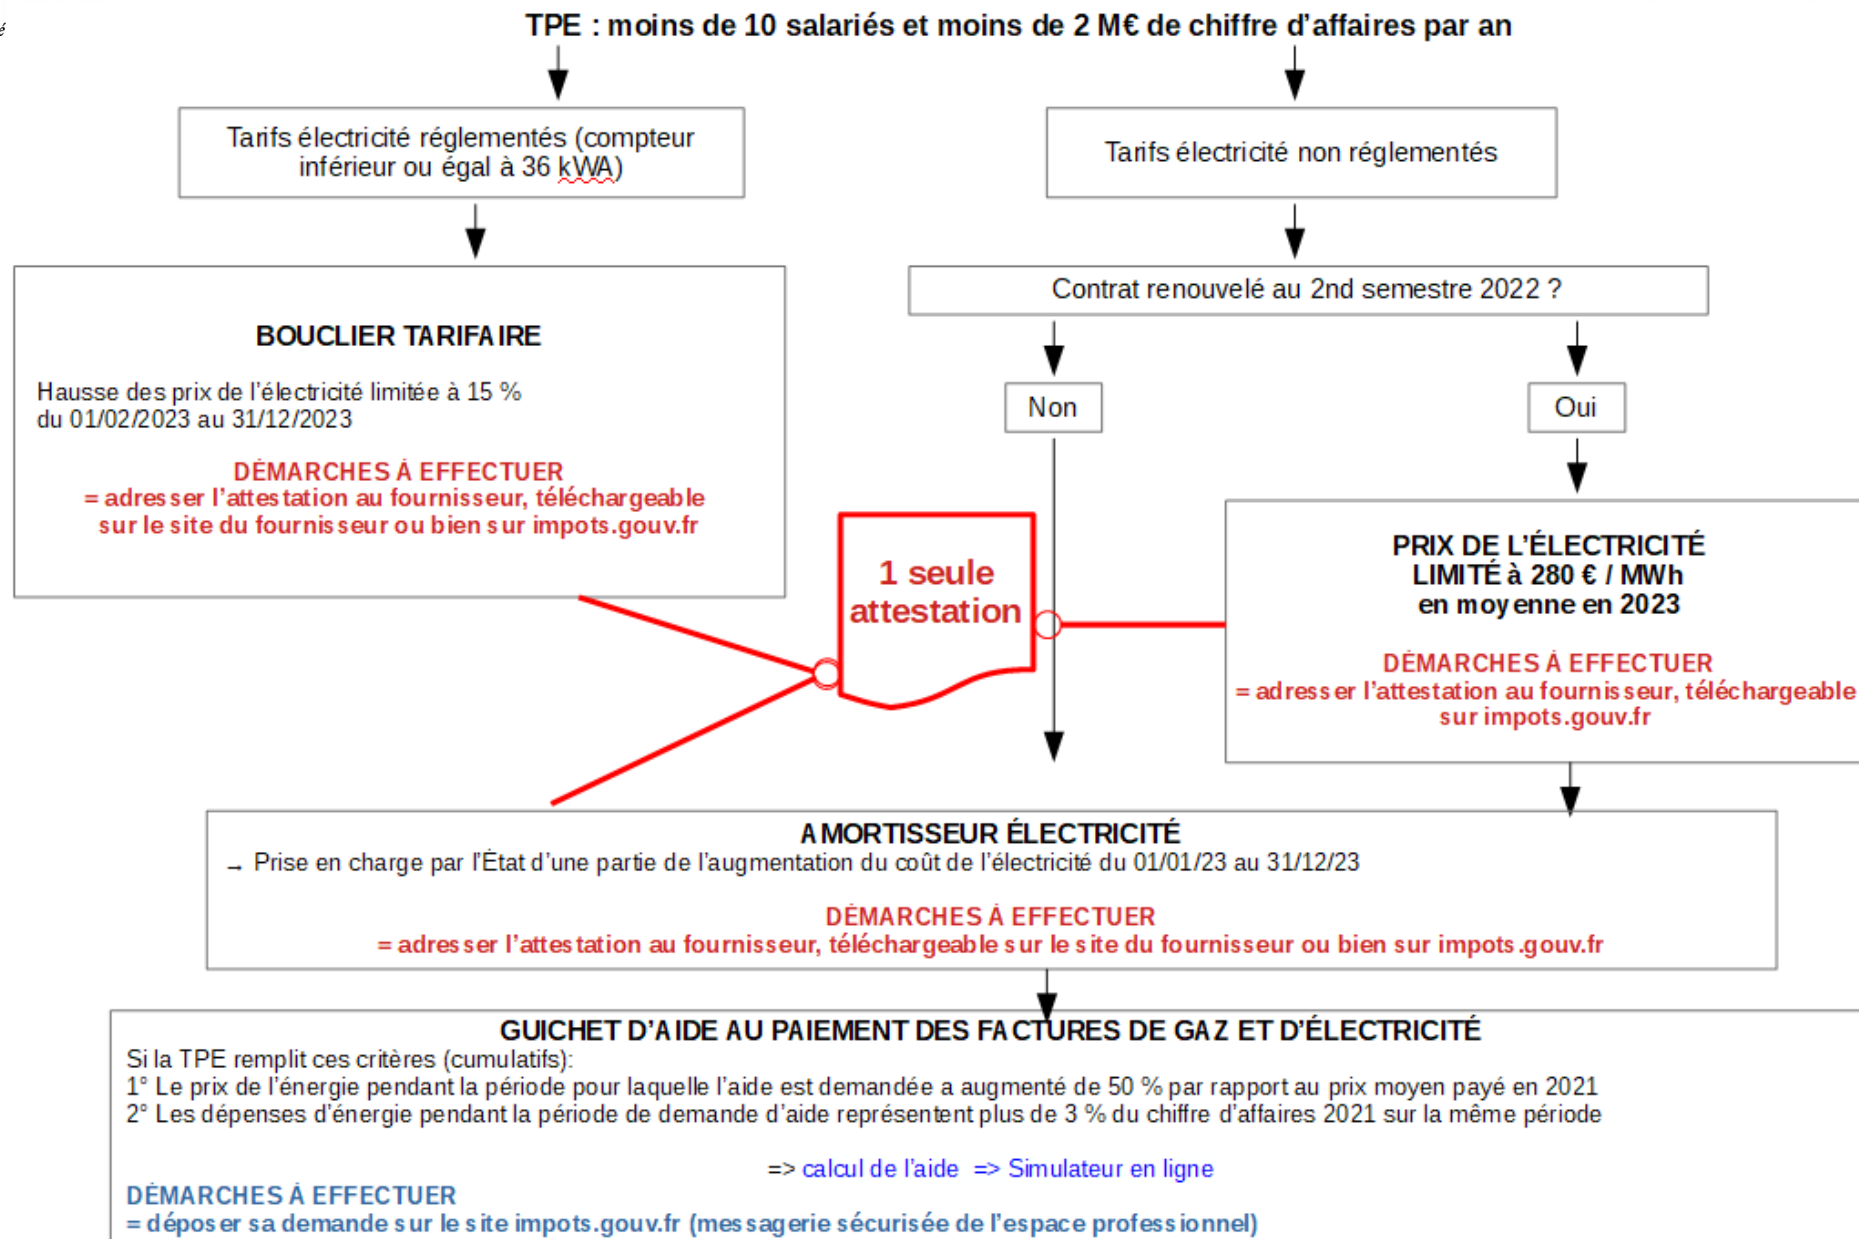 é
TPE : moins de 10 salariés et moins de 2 M€ de chiffre d’affaires par an
Tarifs électricité réglementés (compteur
inférieur ou égal à 36 kWA)
Tarifs électricité non réglementés
BOUCLIER TARIFAIRE
Hausse des prix de l’électricité limitée à 15 %
du 01/02/2023 au 31/12/2023
DÉMARCHES À EFFECTUER
= adresser l’attestation au fournisseur, téléchargeable
sur le site du fournisseur ou bien sur impots.gouv.fr
Contrat renouvelé au 2nd semestre 2022 ?
Non
Oui
1 seule
attestation
PRIX DE L’ÉLECTRICITÉ
LIMITÉ à 280 € / MWh
en moyenne en 2023
DÉMARCHES À EFFECTUER
= adresser l’attestation au fournisseur, téléchargeable
sur impots.gouv.fr
AMORTISSEUR ÉLECTRICITÉ
→ Prise en charge par l’État d’une partie de l’augmentation du coût de l’électricité du 01/01/23 au 31/12/23
DÉMARCHES À EFFECTUER
= adresser l’attestation au fournisseur, téléchargeable sur le site du fournisseur ou bien sur impots.gouv.fr
GUICHET D’AIDE AU PAIEMENT DES FACTURES DE GAZ ET D’ÉLECTRICITÉ
Si la TPE remplit ces critères (cumulatifs):
1° Le prix de l’énergie pendant la période pour laquelle l’aide est demandée a augmenté de 50 % par rapport au prix moyen payé en 2021
2° Les dépenses d’énergie pendant la période de demande d’aide représentent plus de 3 % du chiffre d’affaires 2021 sur la même période
=> calcul de l’aide => Simulateur en ligne
DÉMARCHES À EFFECTUER
= déposer sa demande sur le site impots.gouv.fr (messagerie sécurisée de l’espace professionnel)